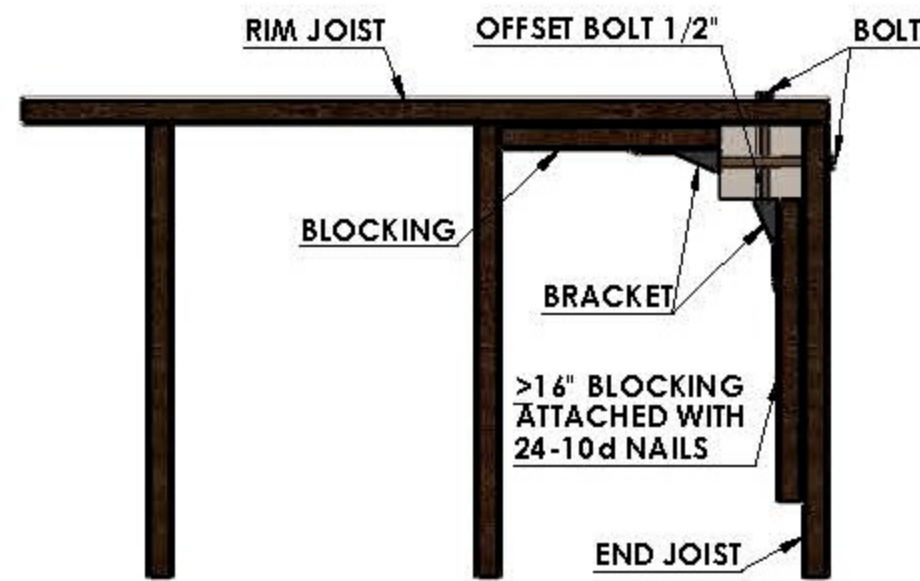 RIM JOIST
OFFSET BOLT 1/2"
BOLT
BLOCKING
BRACKET
>16" BLOCKING
ATTACHED WITH
24-10d NAILS
END JOIST